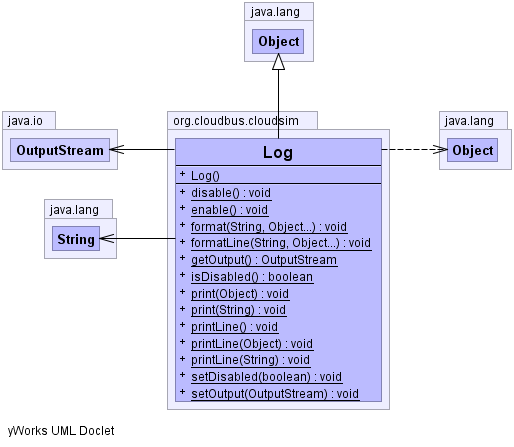 java.lang
Object
java.io
OutputStream
java.lang
String
org.cloudbus.cloudsim
Log
+ Log()
+ disable() : void
+ enable() : void
+ format(String, Object...) : void
+ formatLine(String, Object...) : void
+ getOutput() : OutputStream
+ isDisabled() : boolean
+ print(Object) : void
+ print(String) : void
+ printLine() : void
+ printLine(Object) : void
+ printLine(String) : void
+ setDisabled(boolean) : void
+ setOutput(OutputStream) : void
java.lang
Object
yWorks UML Doclet